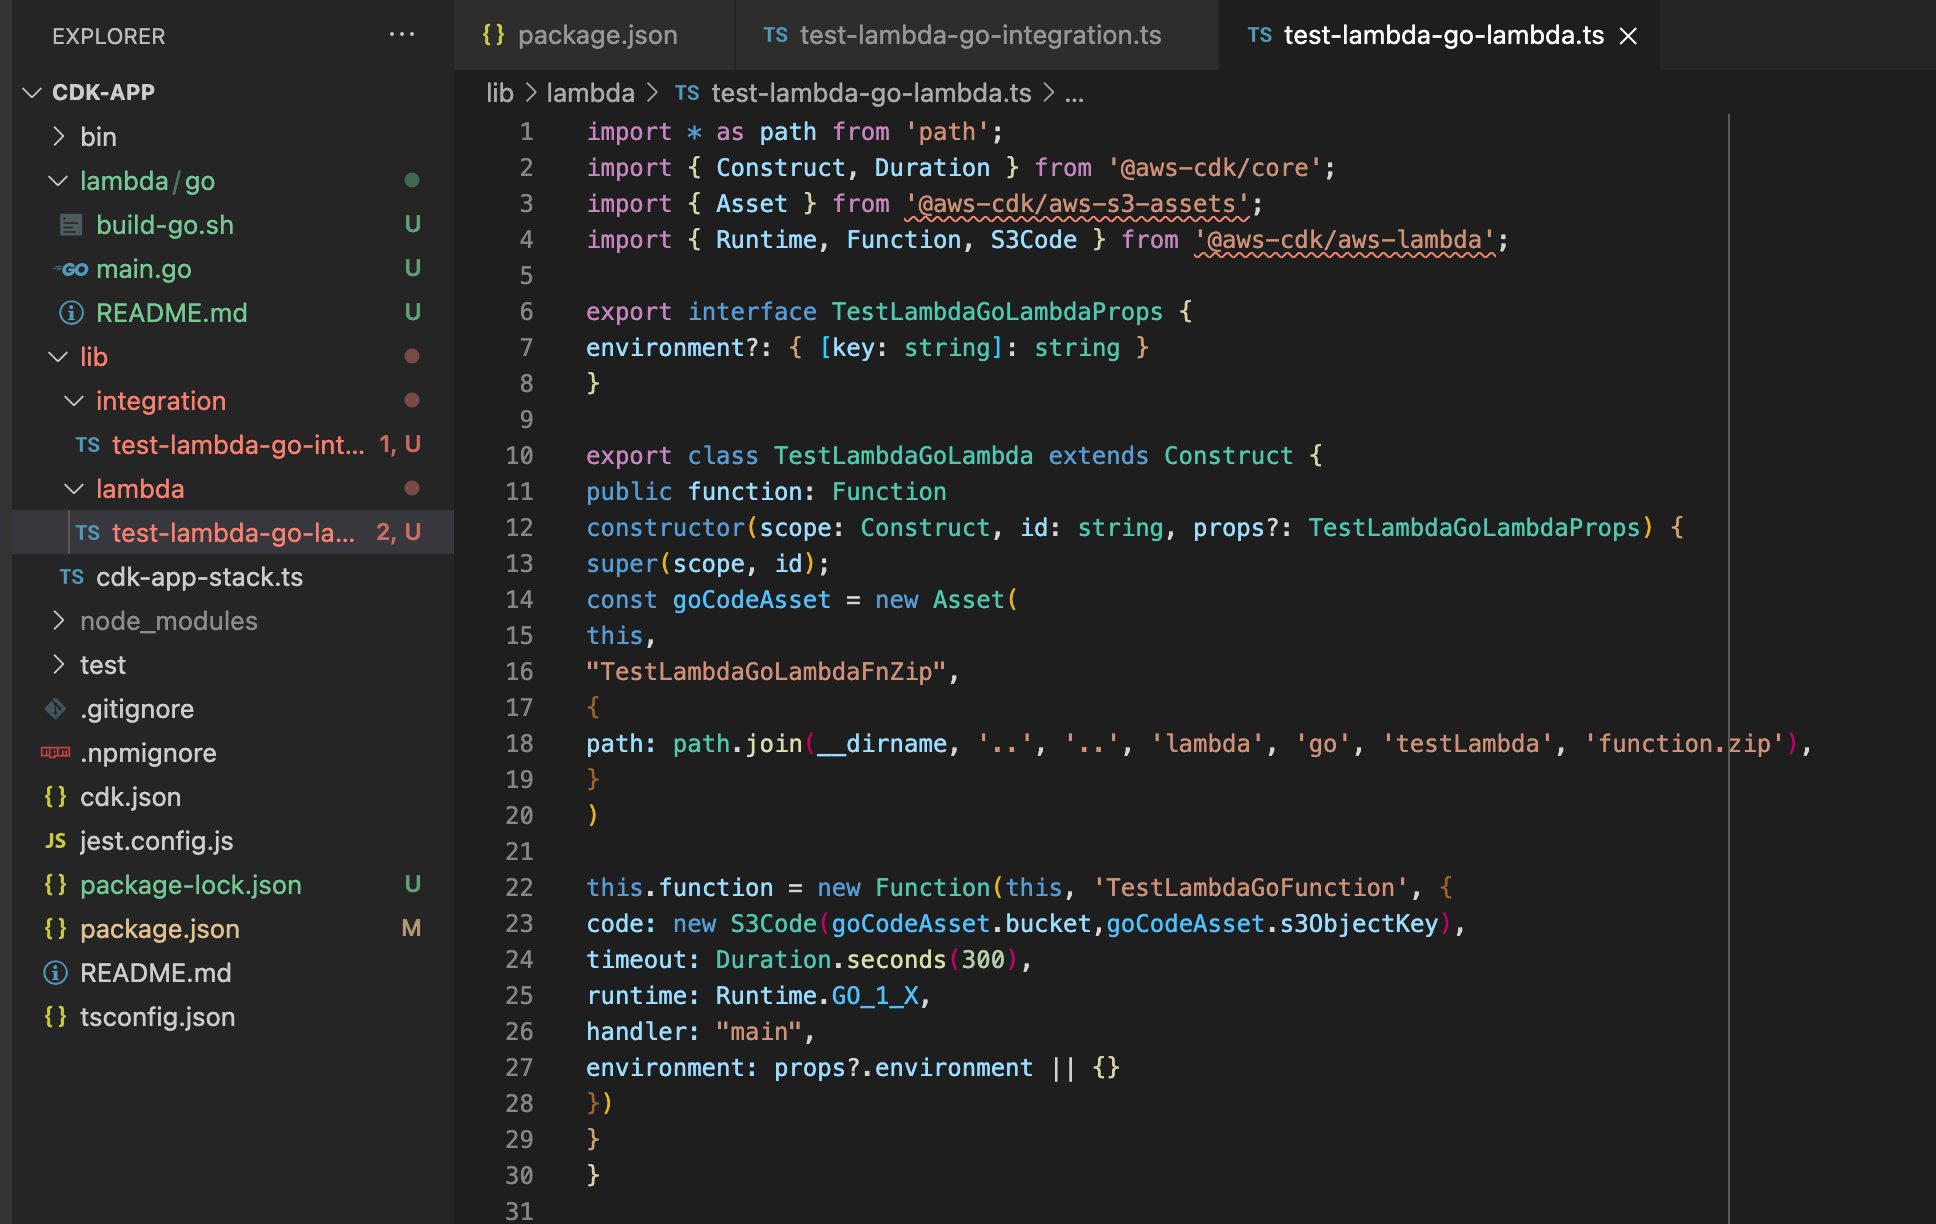 EXPLORER ...
CDK-APP
bin
lambda/go
build-go.sh U
GO main.go U
README.md U
lib
integration
TS test-lambda-go-int... 1, U
lambda
TS test-lambda-go-la... 2, U
TS cdk-app-stack.ts
node_modules
test
.gitignore
npm .npmignore
{} cdk.json
JS jest.config.js
{} package-lock.json U
{} package.json M
README.md
{} tsconfig.json
{} package.json
TS test-lambda-go-integration.ts
TS test-lambda-go-lambda.ts ×
lib > lambda > TS test-lambda-go-lambda.ts > ...
1 import * as path from 'path';
2 import { Construct, Duration } from '@aws-cdk/core';
3 import { Asset } from '@aws-cdk/aws-s3-assets';
4 import { Runtime, Function, S3Code } from '@aws-cdk/aws-lambda';
5
6 export interface TestLambdaGoLambdaProps {
7 environment?: { [key: string]: string }
8 }
9
10 export class TestLambdaGoLambda extends Construct {
11 public function: Function
12 constructor(scope: Construct, id: string, props?: TestLambdaGoLambdaProps) {
13 super(scope, id);
14 const goCodeAsset = new Asset(
15 this,
16 "TestLambdaGoLambdaFnZip",
17 {
18 path: path.join(__dirname, '..', '..', 'lambda', 'go', 'testLambda', 'function.zip'),
19 }
20 )
21
22 this.function = new Function(this, 'TestLambdaGoFunction', {
23 code: new S3Code(goCodeAsset.bucket,goCodeAsset.s3ObjectKey),
24 timeout: Duration.seconds(300),
25 runtime: Runtime.GO_1_X,
26 handler: "main",
27 environment: props?.environment || {}
28 })
29 }
30 }
31